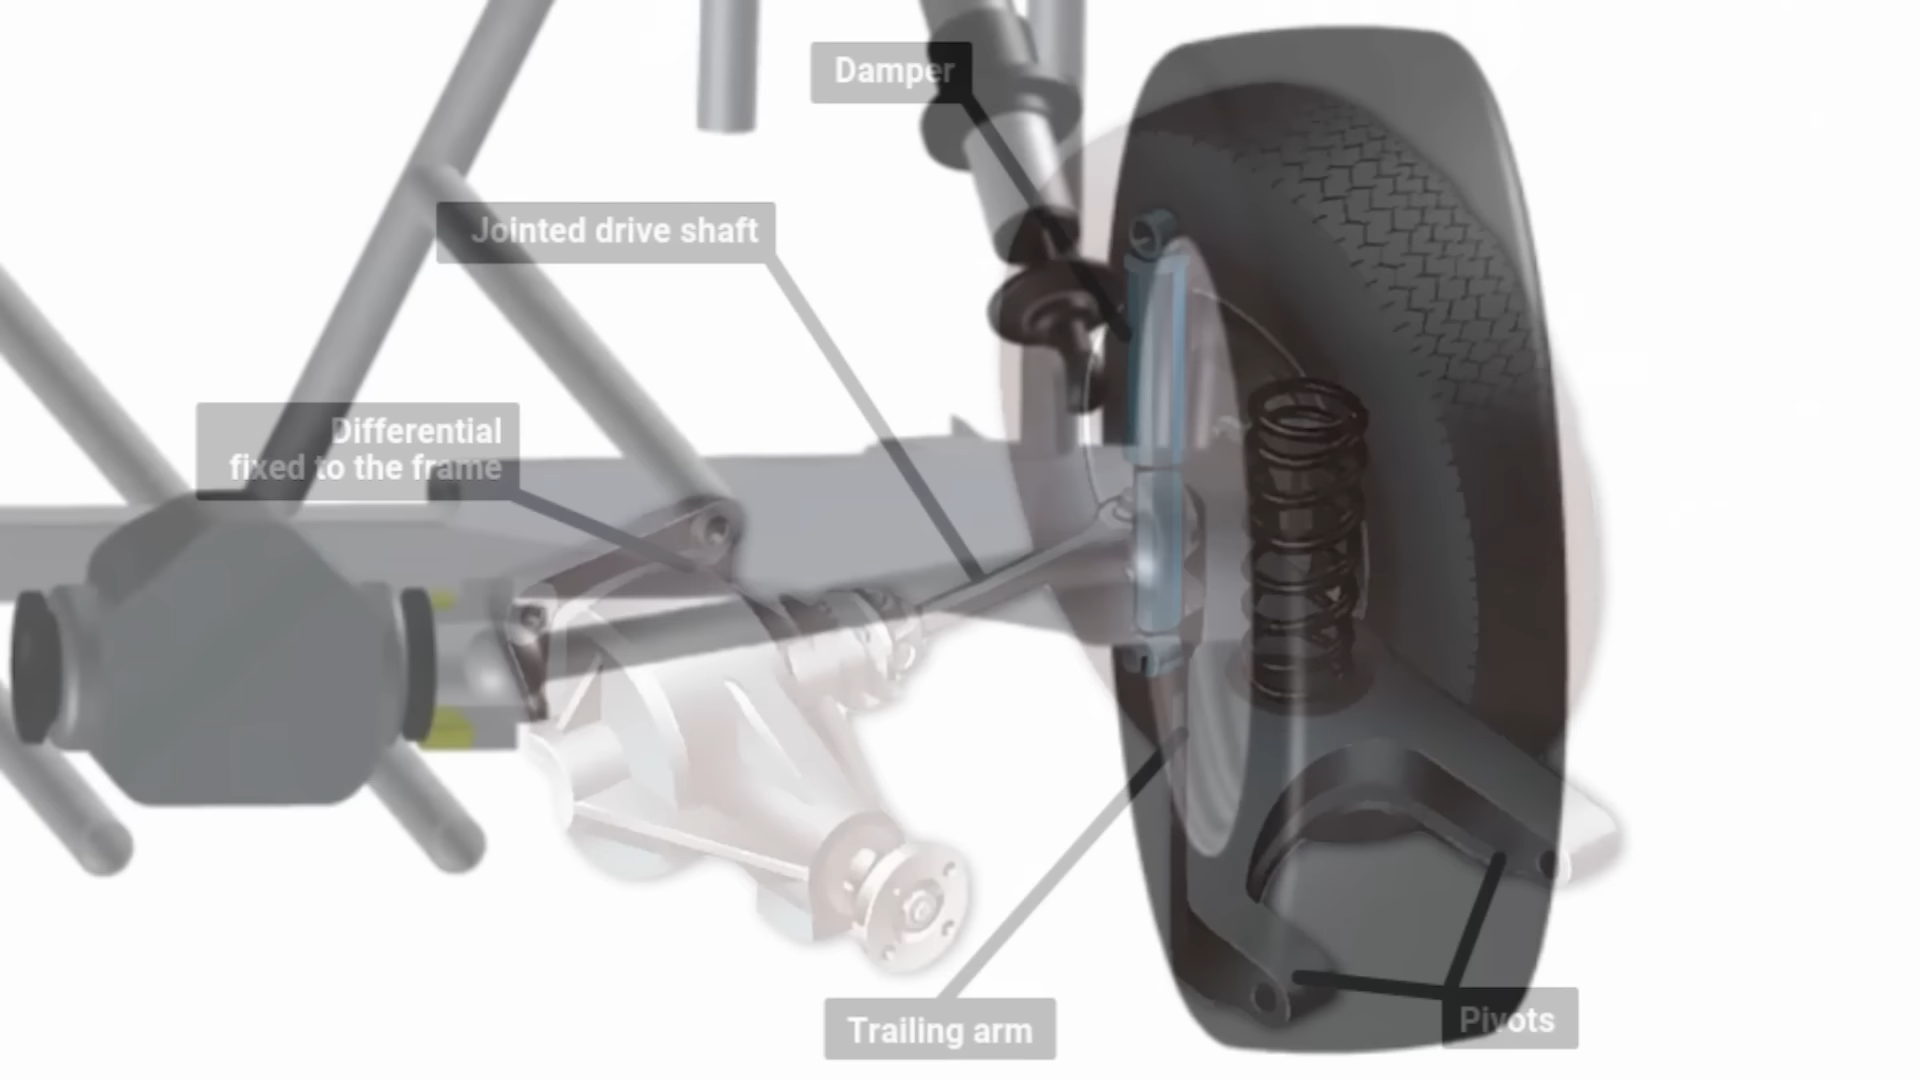 Damper
Jointed drive shaft
Differential
fixed to the frame
Trailing arm
Pivots